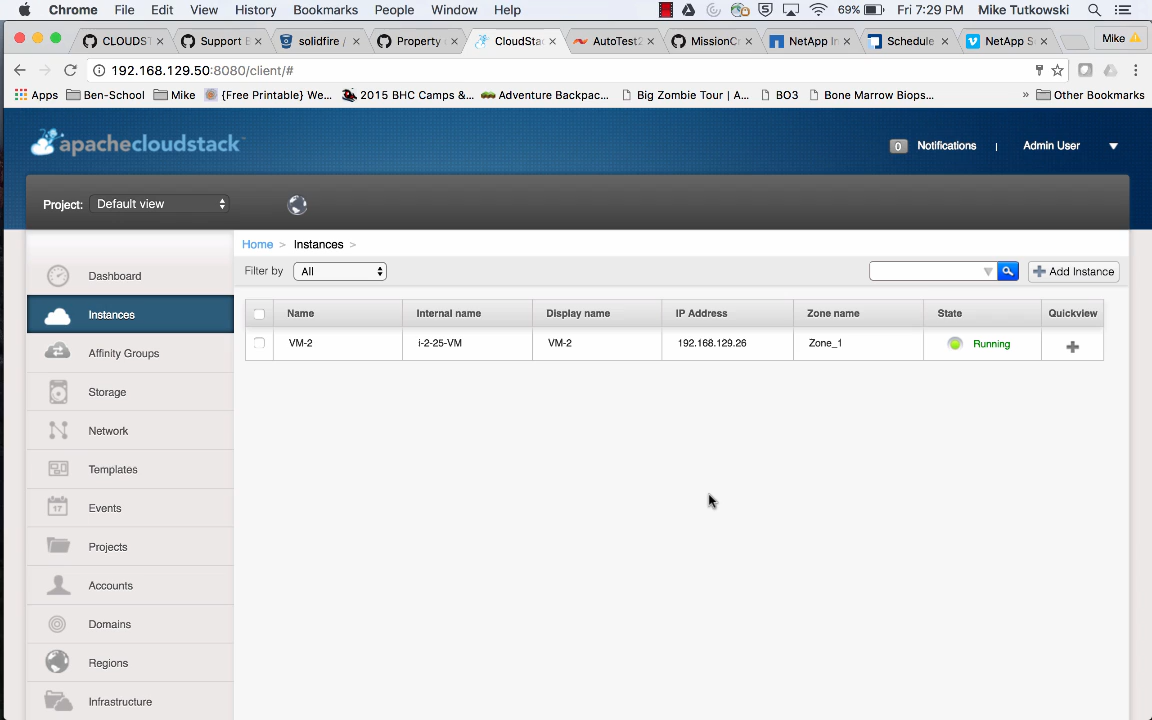 Chrome File Edit View History Bookmarks People Window Help 69% Fri 7:29 PM Mike Tutkowski
CLOUDST Support E solidfire / Property CloudStac AutoTest2 MissionCr NetApp In Schedule NetApp S Mike
192.168.129.50:8080/client/#
Apps Ben-School Mike {Free Printable} We... 2015 BHC Camps &... Adventure Backpac... Big Zombie Tour | A... BO3 Bone Marrow Biops... » Other Bookmarks
apachecloudstack
0 Notifications | Admin User
Project: Default view
Home > Instances >
Filter by All Add Instance
Dashboard
Instances
Affinity Groups
Storage
Network
Templates
17 Events
Projects
Accounts
Domains
Regions
Infrastructure
Name Internal name Display name IP Address Zone name State Quickview
VM-2 i-2-25-VM VM-2 192.168.129.26 Zone_1 Running